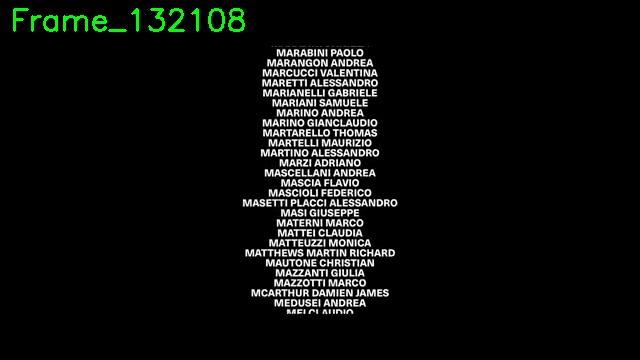 Frame_132108
MARABINI PAOLO
MARANGON ANDREA
MARCUCCI VALENTINA
MARETTI ALESSANDRO
MARIANELLI GABRIELE
MARIANI SAMUELE
MARINO ANDREA
MARINO GIANCLAUDIO
MARTARELLO THOMAS
MARTELLI MAURIZIO
MARTINO ALESSANDRO
MARZI ADRIANO
MASCELLANI ANDREA
MASCIA FLAVIO
MASCIOLI FEDERICO
MASETTI PLACCI ALESSANDRO
MASI GIUSEPPE
MATERNI MARCO
MATTEI CLAUDIA
MATTEUZZI MONICA
MATTHEWS MARTIN RICHARD
MAUTONE CHRISTIAN
MAZZANTI GIULIA
MAZZOTTI MARCO
MCARTHUR DAMIEN JAMES
MEDUSEI ANDREA
MEI CLAUDIO